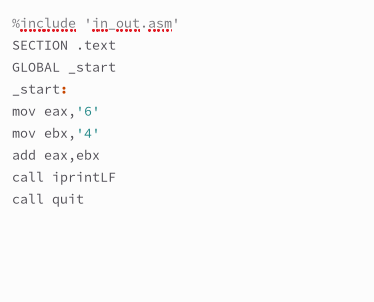 %include 'in_out.asm'
SECTION .text
GLOBAL _start
_start:
mov eax,'6'
mov ebx,'4'
add eax,ebx
call iprintLF
call quit